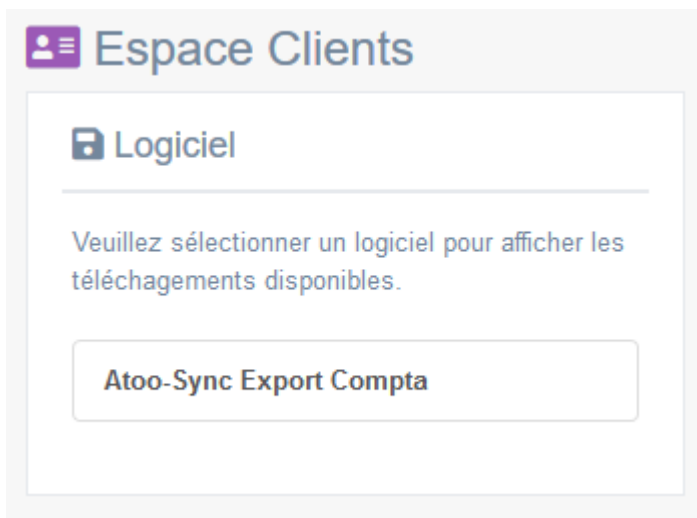 Espace Clients
Logiciel
Veuillez sélectionner un logiciel pour afficher les
téléchagements disponibles.
Atoo-Sync Export Compta